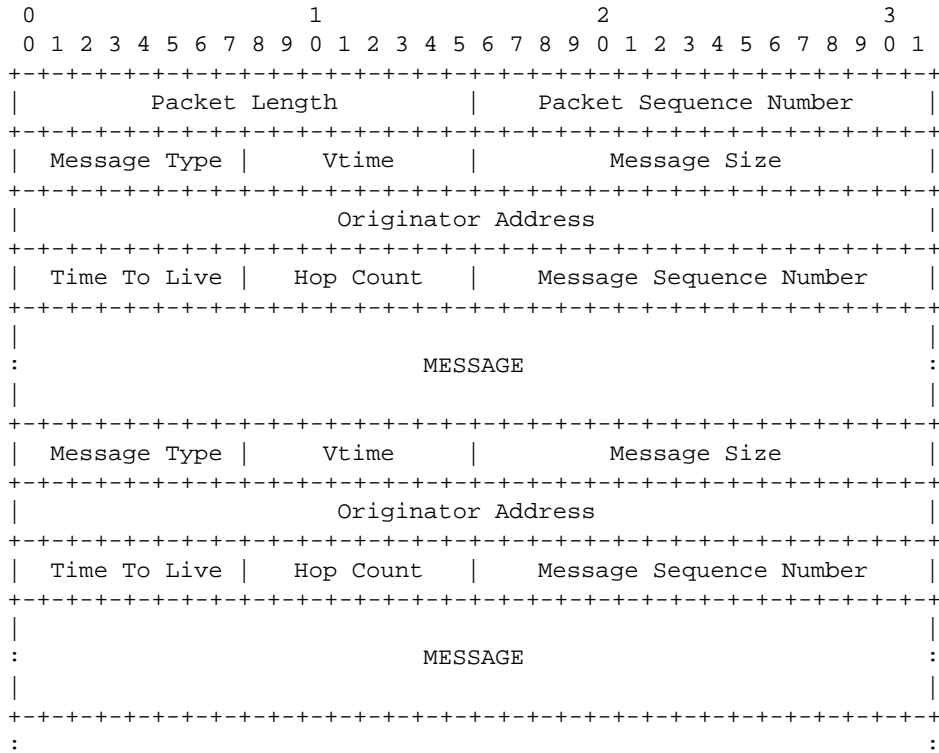 0                   1                   2                   3
0 1 2 3 4 5 6 7 8 9 0 1 2 3 4 5 6 7 8 9 0 1 2 3 4 5 6 7 8 9 0 1
+-+-+-+-+-+-+-+-+-+-+-+-+-+-+-+-+-+-+-+-+-+-+-+-+-+-+-+-+-+-+-+-+
|         Packet Length         |    Packet Sequence Number     |
+-+-+-+-+-+-+-+-+-+-+-+-+-+-+-+-+-+-+-+-+-+-+-+-+-+-+-+-+-+-+-+-+
|  Message Type |     Vtime     |         Message Size          |
+-+-+-+-+-+-+-+-+-+-+-+-+-+-+-+-+-+-+-+-+-+-+-+-+-+-+-+-+-+-+-+-+
|                      Originator Address                       |
+-+-+-+-+-+-+-+-+-+-+-+-+-+-+-+-+-+-+-+-+-+-+-+-+-+-+-+-+-+-+-+-+
|  Time To Live |   Hop Count   |    Message Sequence Number    |
+-+-+-+-+-+-+-+-+-+-+-+-+-+-+-+-+-+-+-+-+-+-+-+-+-+-+-+-+-+-+-+-+
|                                                               |
:                            MESSAGE                            :
|                                                               |
+-+-+-+-+-+-+-+-+-+-+-+-+-+-+-+-+-+-+-+-+-+-+-+-+-+-+-+-+-+-+-+-+
|  Message Type |     Vtime     |         Message Size          |
+-+-+-+-+-+-+-+-+-+-+-+-+-+-+-+-+-+-+-+-+-+-+-+-+-+-+-+-+-+-+-+-+
|                      Originator Address                       |
+-+-+-+-+-+-+-+-+-+-+-+-+-+-+-+-+-+-+-+-+-+-+-+-+-+-+-+-+-+-+-+-+
|  Time To Live |   Hop Count   |    Message Sequence Number    |
+-+-+-+-+-+-+-+-+-+-+-+-+-+-+-+-+-+-+-+-+-+-+-+-+-+-+-+-+-+-+-+-+
|                                                               |
:                            MESSAGE                            :
|                                                               |
+-+-+-+-+-+-+-+-+-+-+-+-+-+-+-+-+-+-+-+-+-+-+-+-+-+-+-+-+-+-+-+-+
:                                                               :